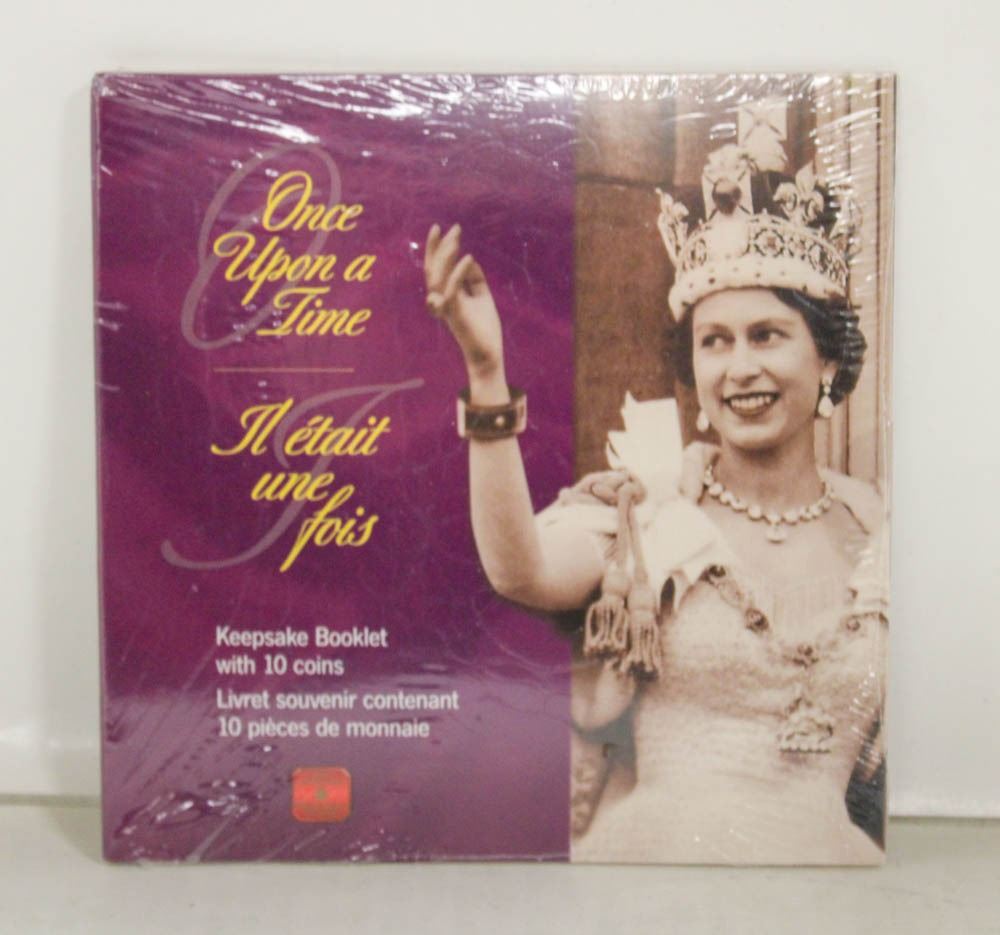 Once
Upon a
Time
Il était
une
fois
Keepsake Booklet
with 10 coins
Livret souvenir contenant
10 pièces de monnaie